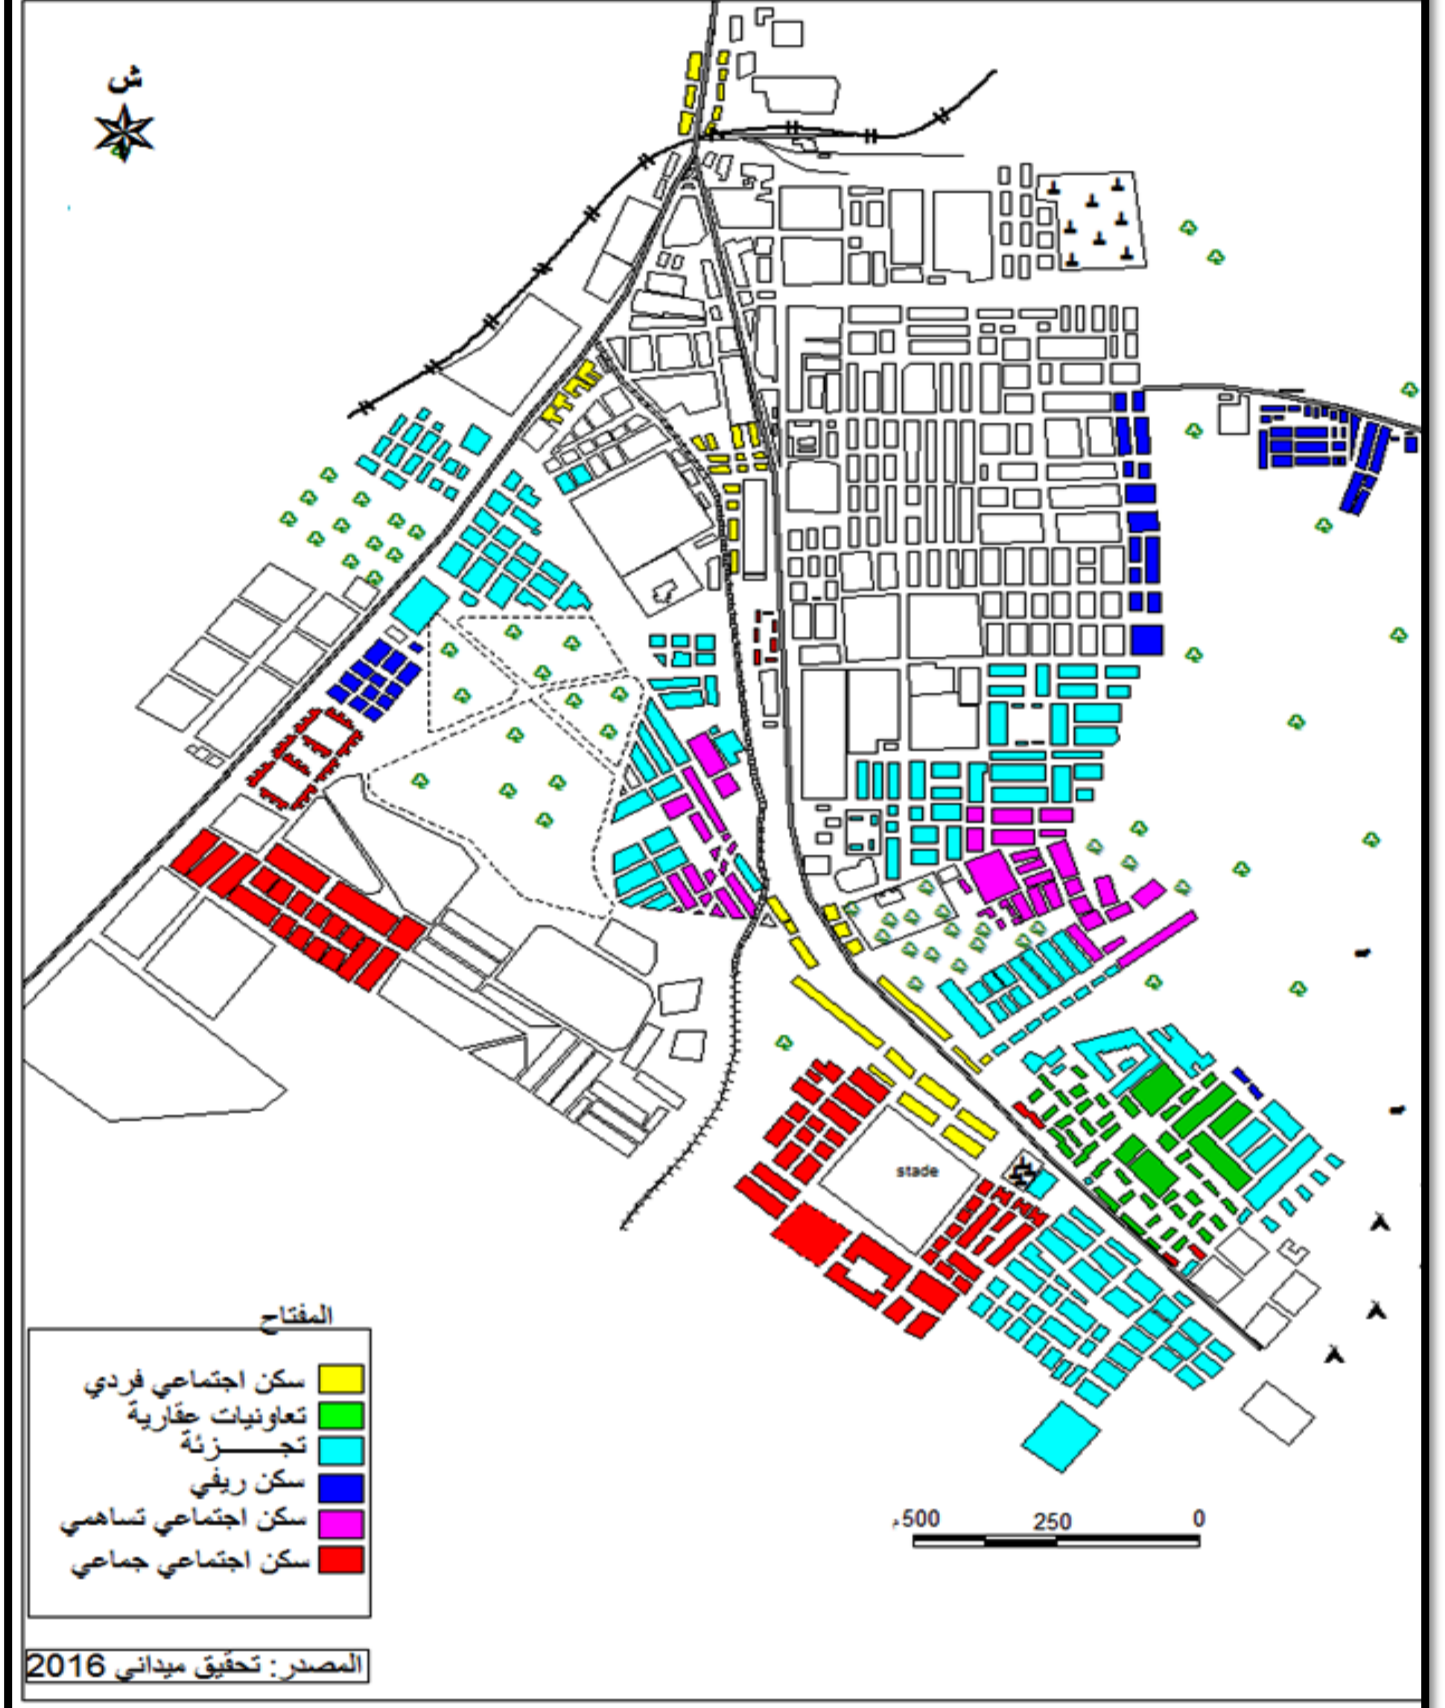 ش
stade
المفتاح
سكن اجتماعي فردي
تعاونيات عقارية
تجـــــزئة
سكن ريفي
سكن اجتماعي تساهمي
سكن اجتماعي جماعي
500م 250 0
المصدر: تحقيق ميداني 2016